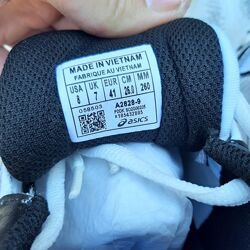 MADE IN VIETNAM
FABRIQUE AU VIETNAM
USA UK EUR CM MM
8 7 41 26.0 260
058503
A2828-9
asics